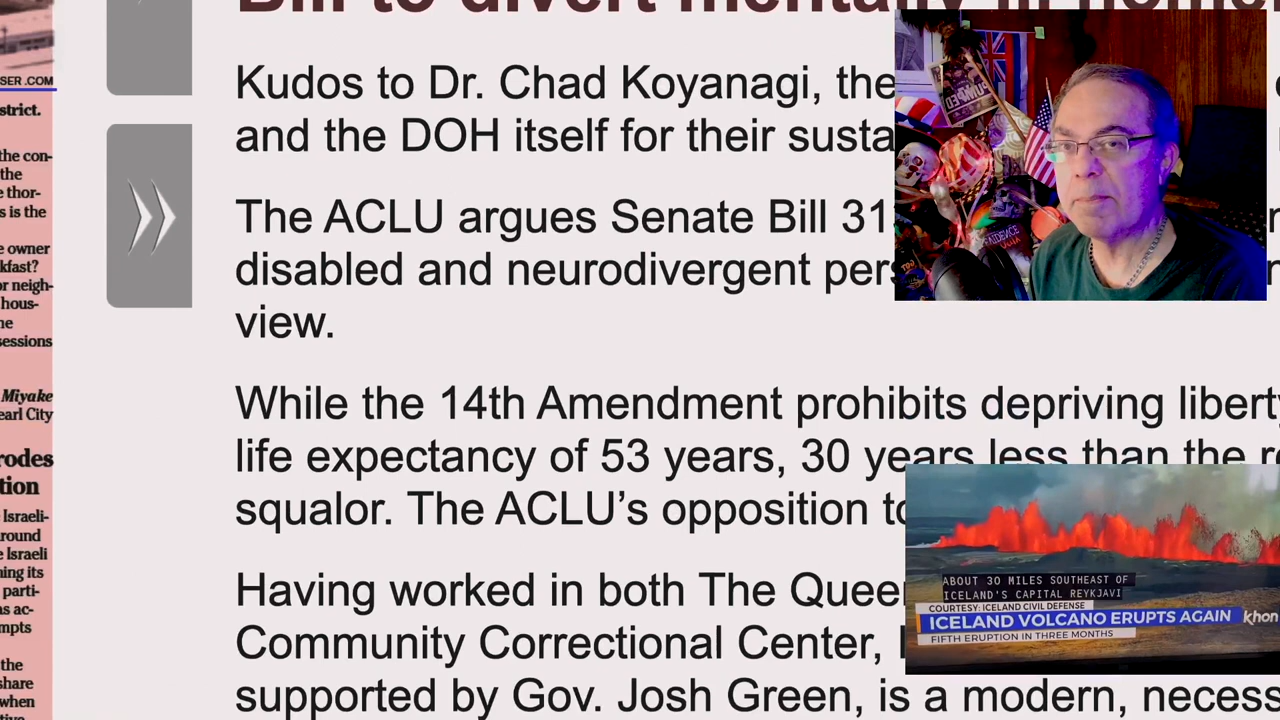 SER.COM
strict.
the con-
the
e thor-
s is the
e owner
kfast?
or neigh-
hous-
ne
sessions
Miyake
earl City
rodes
tion
Israeli-
round
e Israeli
ning its
parti-
as ac-
mpts
the
share
when
Kudos to Dr. Chad Koyanagi, the
and the DOH itself for their susta
The ACLU argues Senate Bill 31
disabled and neurodivergent pers
view.
While the 14th Amendment prohibits depriving liberty
life expectancy of 53 years, 30 years less than the r
squalor. The ACLU's opposition to
Having worked in both The Queen
Community Correctional Center,
supported by Gov. Josh Green, is a modern, necess
ABOUT 30 MILES SOUTHEAST OF
ICELAND'S CAPITAL REYKJAVI
COURTESY: ICELAND CIVIL DEFENSE
ICELAND VOLCANO ERUPTS AGAIN khon
FIFTH ERUPTION IN THREE MONTHS